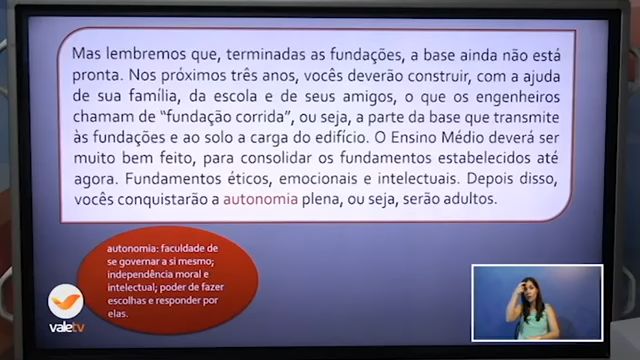 Mas lembremos que, terminadas as fundações, a base ainda não está
pronta. Nos próximos três anos, vocês deverão construir, com a ajuda
de sua família, da escola e de seus amigos, o que os engenheiros
chamam de “fundação corrida”, ou seja, a parte da base que transmite
às fundações e ao solo a carga do edifício. O Ensino Médio deverá ser
muito bem feito, para consolidar os fundamentos estabelecidos até
agora. Fundamentos éticos, emocionais e intelectuais. Depois disso,
vocês conquistarão a autonomia plena, ou seja, serão adultos.
autonomia: faculdade de
se governar a si mesmo;
independência moral e
intelectual; poder de fazer
escolhas e responder por
elas.
valetv